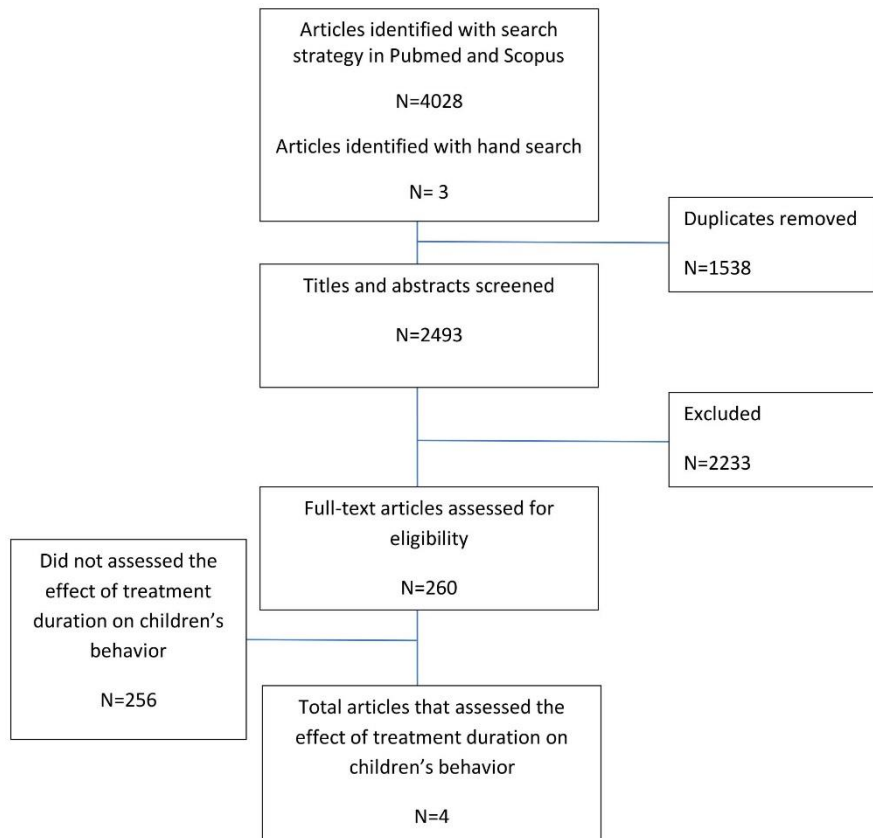 Articles identified with search
strategy in Pubmed and Scopus
N=4028
Articles identified with hand search
N= 3
Duplicates removed
N=1538
Titles and abstracts screened
N=2493
Excluded
N=2233
Full-text articles assessed for
eligibility
N=260
Did not assessed the
effect of treatment
duration on children’s
behavior
N=256
Total articles that assessed the
effect of treatment duration on
children’s behavior
N=4